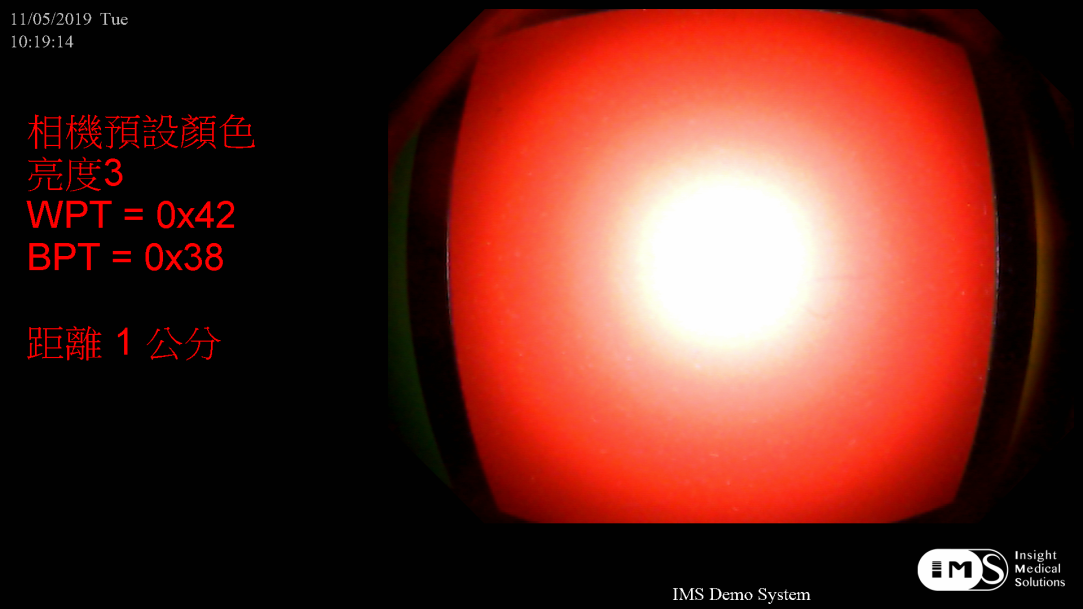 11/05/2019 Tue
10:19:14
相機預設顏色
亮度3
WPT = 0x42
BPT = 0x38
距離 1 公分
IMS Demo System
IMS
Insight
Medical
Solutions